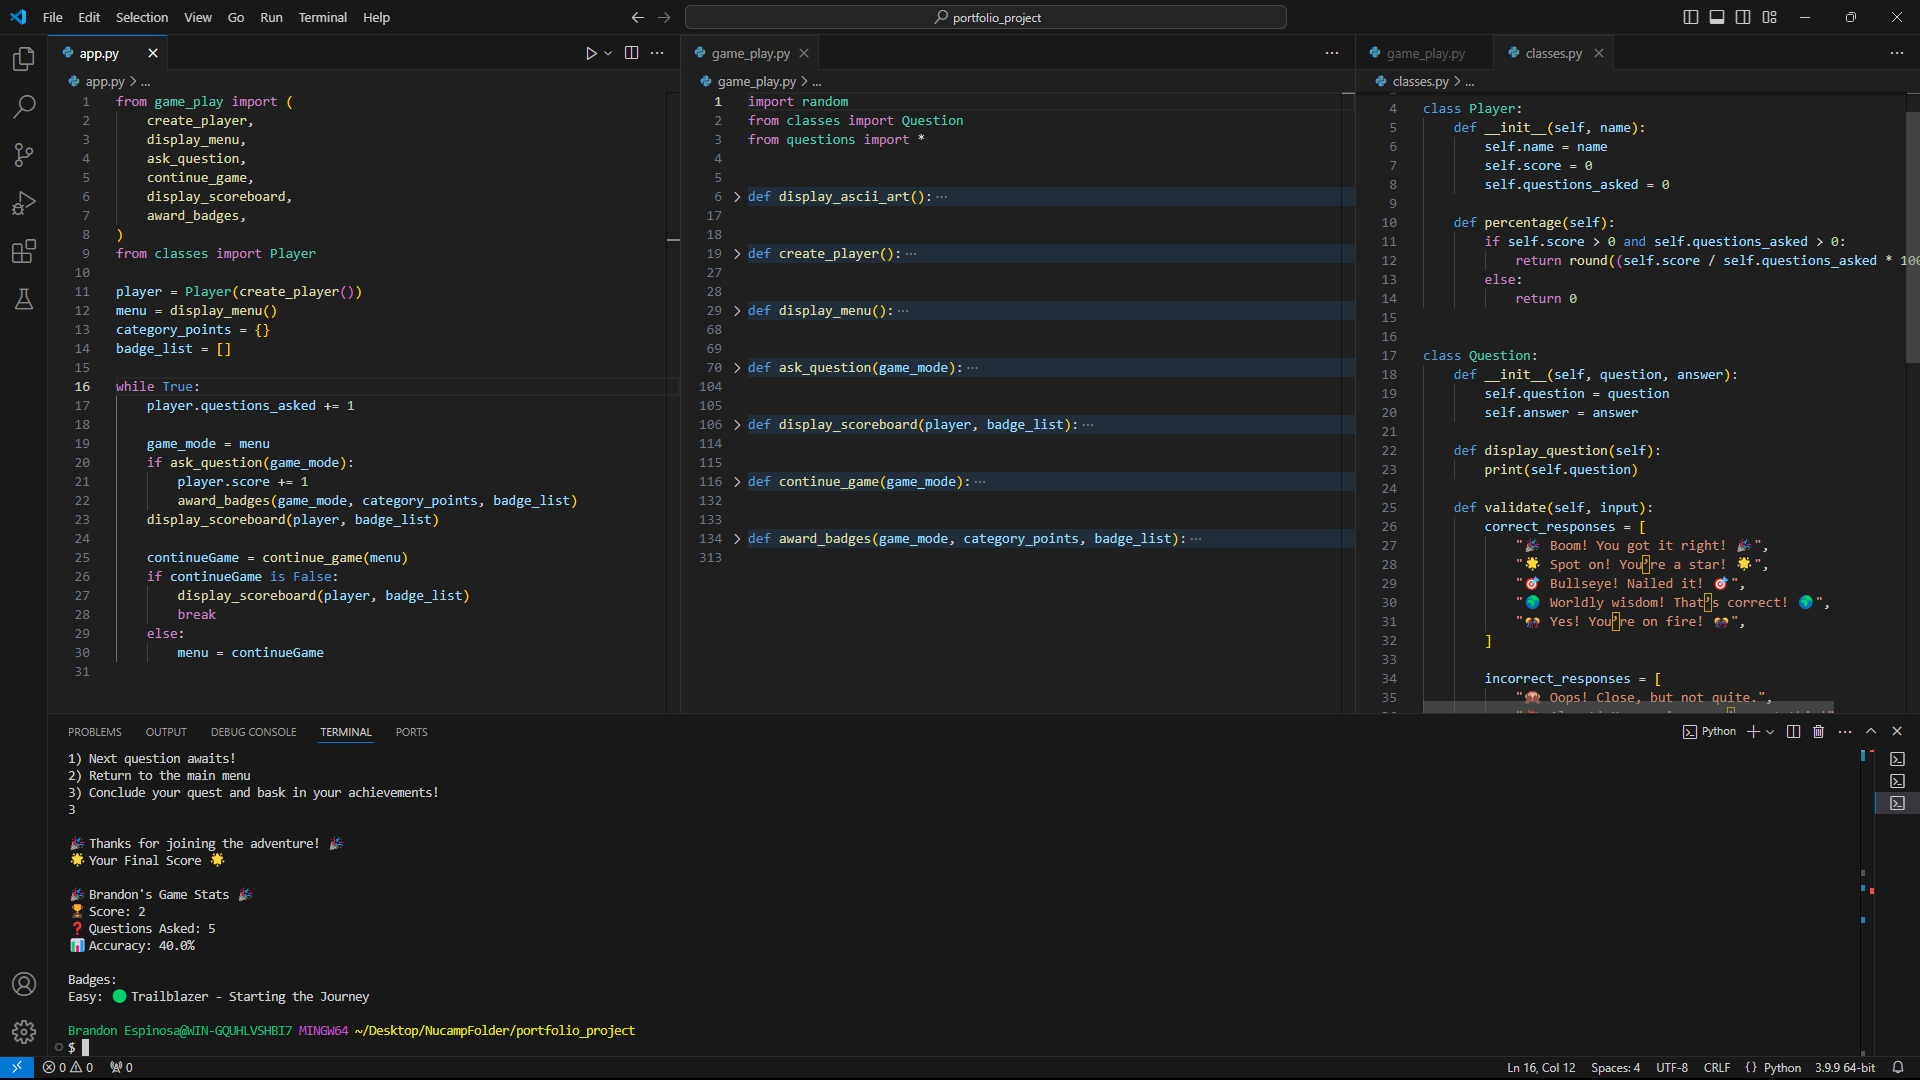 File Edit Selection View Go Run Terminal Help
portfolio_project
app.py
app.py > ...
1 from game_play import (
2 create_player,
3 display_menu,
4 ask_question,
5 continue_game,
6 display_scoreboard,
7 award_badges,
8 )
9 from classes import Player
10
11 player = Player(create_player())
12 menu = display_menu()
13 category_points = {}
14 badge_list = []
15
16 while True:
17 player.questions_asked += 1
18
19 game_mode = menu
20 if ask_question(game_mode):
21 player.score += 1
22 award_badges(game_mode, category_points, badge_list)
23 display_scoreboard(player, badge_list)
24
25 continueGame = continue_game(menu)
26 if continueGame is False:
27 display_scoreboard(player, badge_list)
28 break
29 else:
30 menu = continueGame
31
game_play.py
game_play.py > ...
1 import random
2 from classes import Question
3 from questions import *
4
5
6 def display_ascii_art():...
17
18
19 def create_player():...
27
28
29 def display_menu():...
68
69
70 def ask_question(game_mode):...
104
105
106 def display_scoreboard(player, badge_list):...
114
115
116 def continue_game(game_mode):...
132
133
134 def award_badges(game_mode, category_points, badge_list):...
313
game_play.py classes.py
classes.py > ...
4 class Player:
5 def __init__(self, name):
6 self.name = name
7 self.score = 0
8 self.questions_asked = 0
9
10 def percentage(self):
11 if self.score > 0 and self.questions_asked > 0:
12 return round((self.score / self.questions_asked * 100
13 else:
14 return 0
15
16
17 class Question:
18 def __init__(self, question, answer):
19 self.question = question
20 self.answer = answer
21
22 def display_question(self):
23 print(self.question)
24
25 def validate(self, input):
26 correct_responses = [
27 "🎉 Boom! You got it right! 🎉",
28 "🌟 Spot on! You’re a star! 🌟",
29 "🎯 Bullseye! Nailed it! 🎯",
30 "🌍 Worldly wisdom! That’s correct! 🌍",
31 "🎊 Yes! You’re on fire! 🎊",
32 ]
33
34 incorrect_responses = [
35 "🙈 Oops! Close, but not quite.",
PROBLEMS OUTPUT DEBUG CONSOLE TERMINAL PORTS
Python
1) Next question awaits!
2) Return to the main menu
3) Conclude your quest and bask in your achievements!
3
🎉 Thanks for joining the adventure! 🎉
🌟 Your Final Score 🌟
🎉 Brandon's Game Stats 🎉
🏆 Score: 2
❓ Questions Asked: 5
📊 Accuracy: 40.0%
Badges:
Easy: 🟢 Trailblazer - Starting the Journey
Brandon Espinosa@WIN-GQUHLVSHBI7 MINGW64 ~/Desktop/NucampFolder/portfolio_project
$
0 0 0
Ln 16, Col 12 Spaces: 4 UTF-8 CRLF {} Python 3.9.9 64-bit